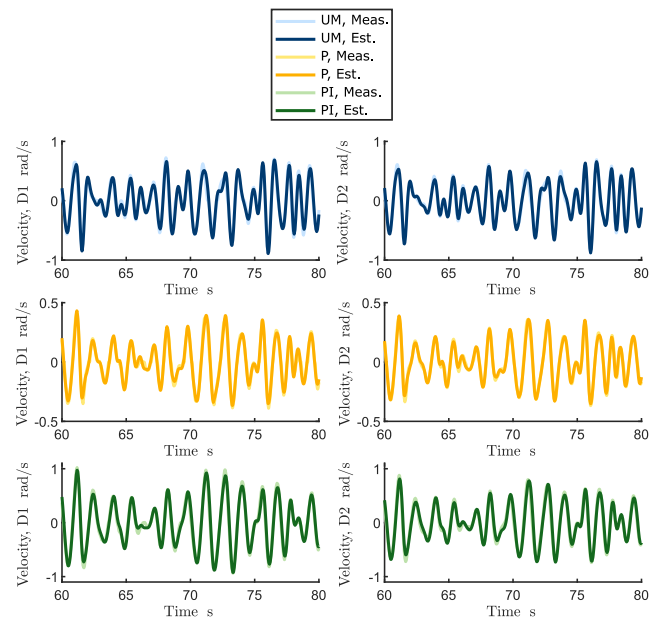 UM, Meas.
UM, Est.
P, Meas.
P, Est.
PI, Meas.
PI, Est.
Velocity, D1 rad/s
1
0
-1
60 65 70 75 80
Time s
Velocity, D2 rad/s
1
0
-1
60 65 70 75 80
Time s
Velocity, D1 rad/s
0.5
0
-0.5
60 65 70 75 80
Time s
Velocity, D2 rad/s
0.5
0
-0.5
60 65 70 75 80
Time s
Velocity, D1 rad/s
1
0
-1
60 65 70 75 80
Time s
Velocity, D2 rad/s
1
0
-1
60 65 70 75 80
Time s